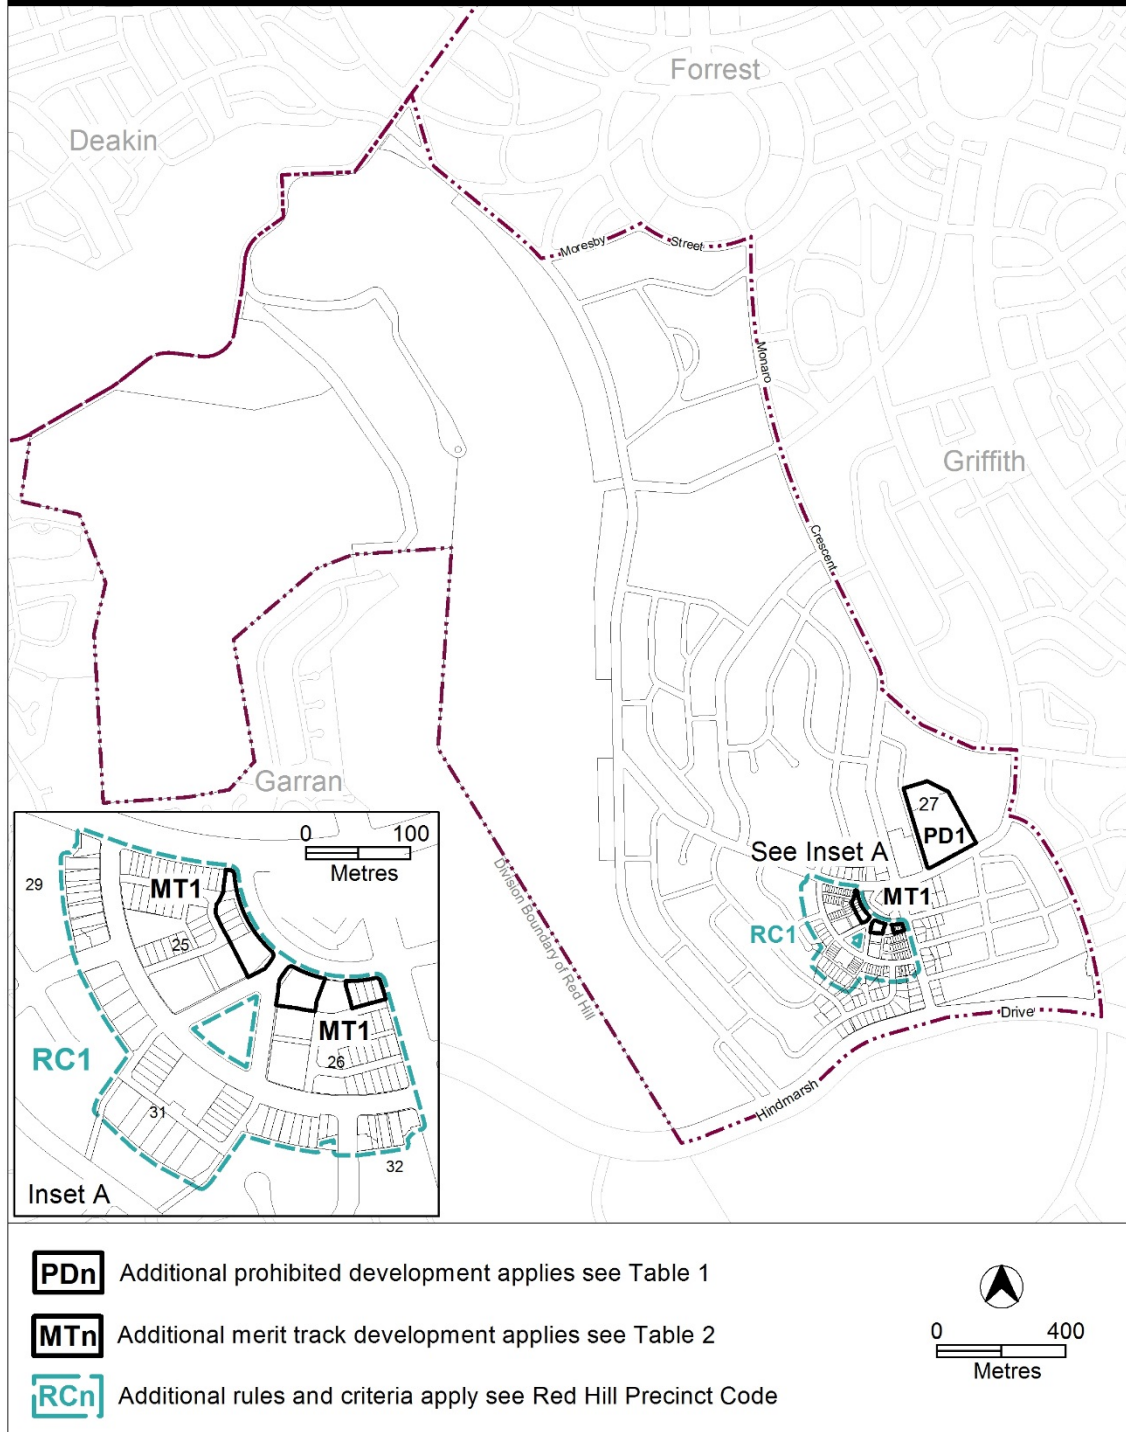 Forrest
Deakin
Moresby
Street
Monaro
Griffith
Crescent
Garran
27
PD1
See Inset A
MT1
RC1
Division Boundary of Red Hill
Drive
Hindmarsh
0 100
Metres
29
MT1
25
MT1
RC1
26
31
32
Inset A
PDn Additional prohibited development applies see Table 1
MTn Additional merit track development applies see Table 2
RCn Additional rules and criteria apply see Red Hill Precinct Code
0 400
Metres